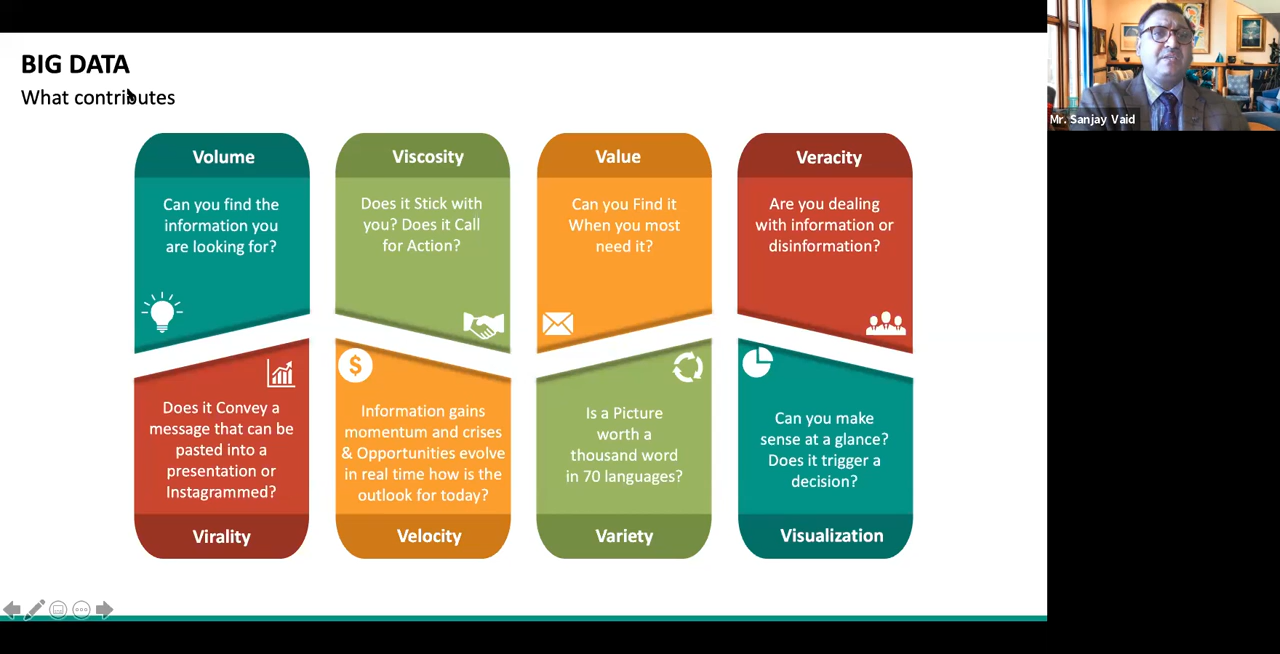 BIG DATA
What contributes
Mr. Sanjay Vaid
Volume
Can you find the
information you
are looking for?
Viscosity
Does it Stick with
you? Does it Call
for Action?
Value
Can you Find it
When you most
need it?
Veracity
Are you dealing
with information or
disinformation?
Does it Convey a
message that can be
pasted into a
presentation or
Instagrammed?
Virality
$
Information gains
momentum and crises
& Opportunities evolve
in real time how is the
outlook for today?
Velocity
Is a Picture
worth a
thousand word
in 70 languages?
Variety
Can you make
sense at a glance?
Does it trigger a
decision?
Visualization